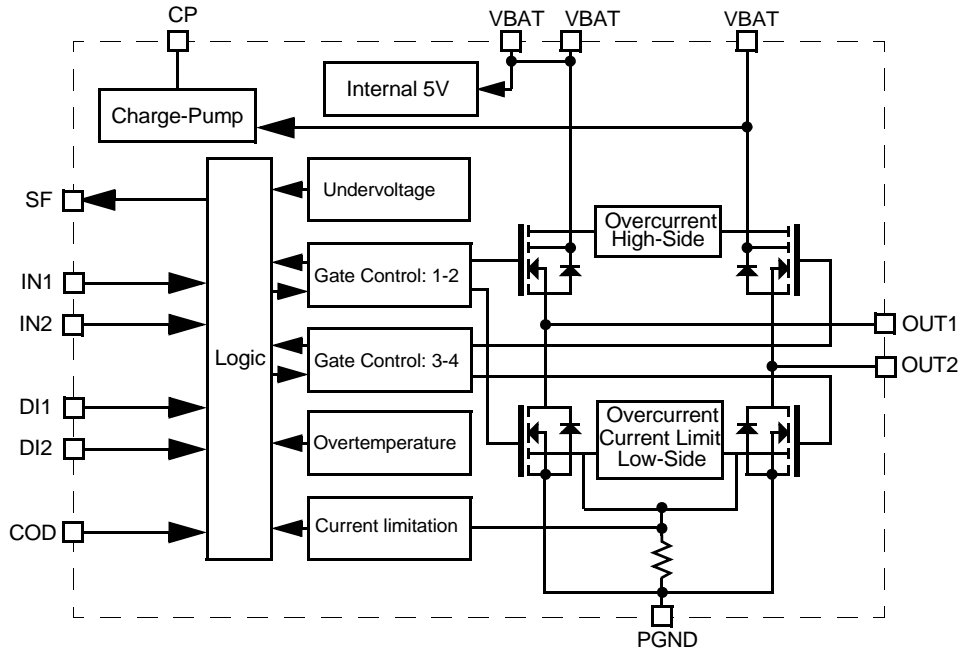 CP
VBAT
VBAT
VBAT
Internal 5V
Charge-Pump
SF
Undervoltage
Overcurrent
High-Side
IN1
Gate Control: 1-2
IN2
OUT1
Logic
Gate Control: 3-4
OUT2
DI1
Overcurrent
Current Limit
Low-Side
DI2
Overtemperature
COD
Current limitation
PGND